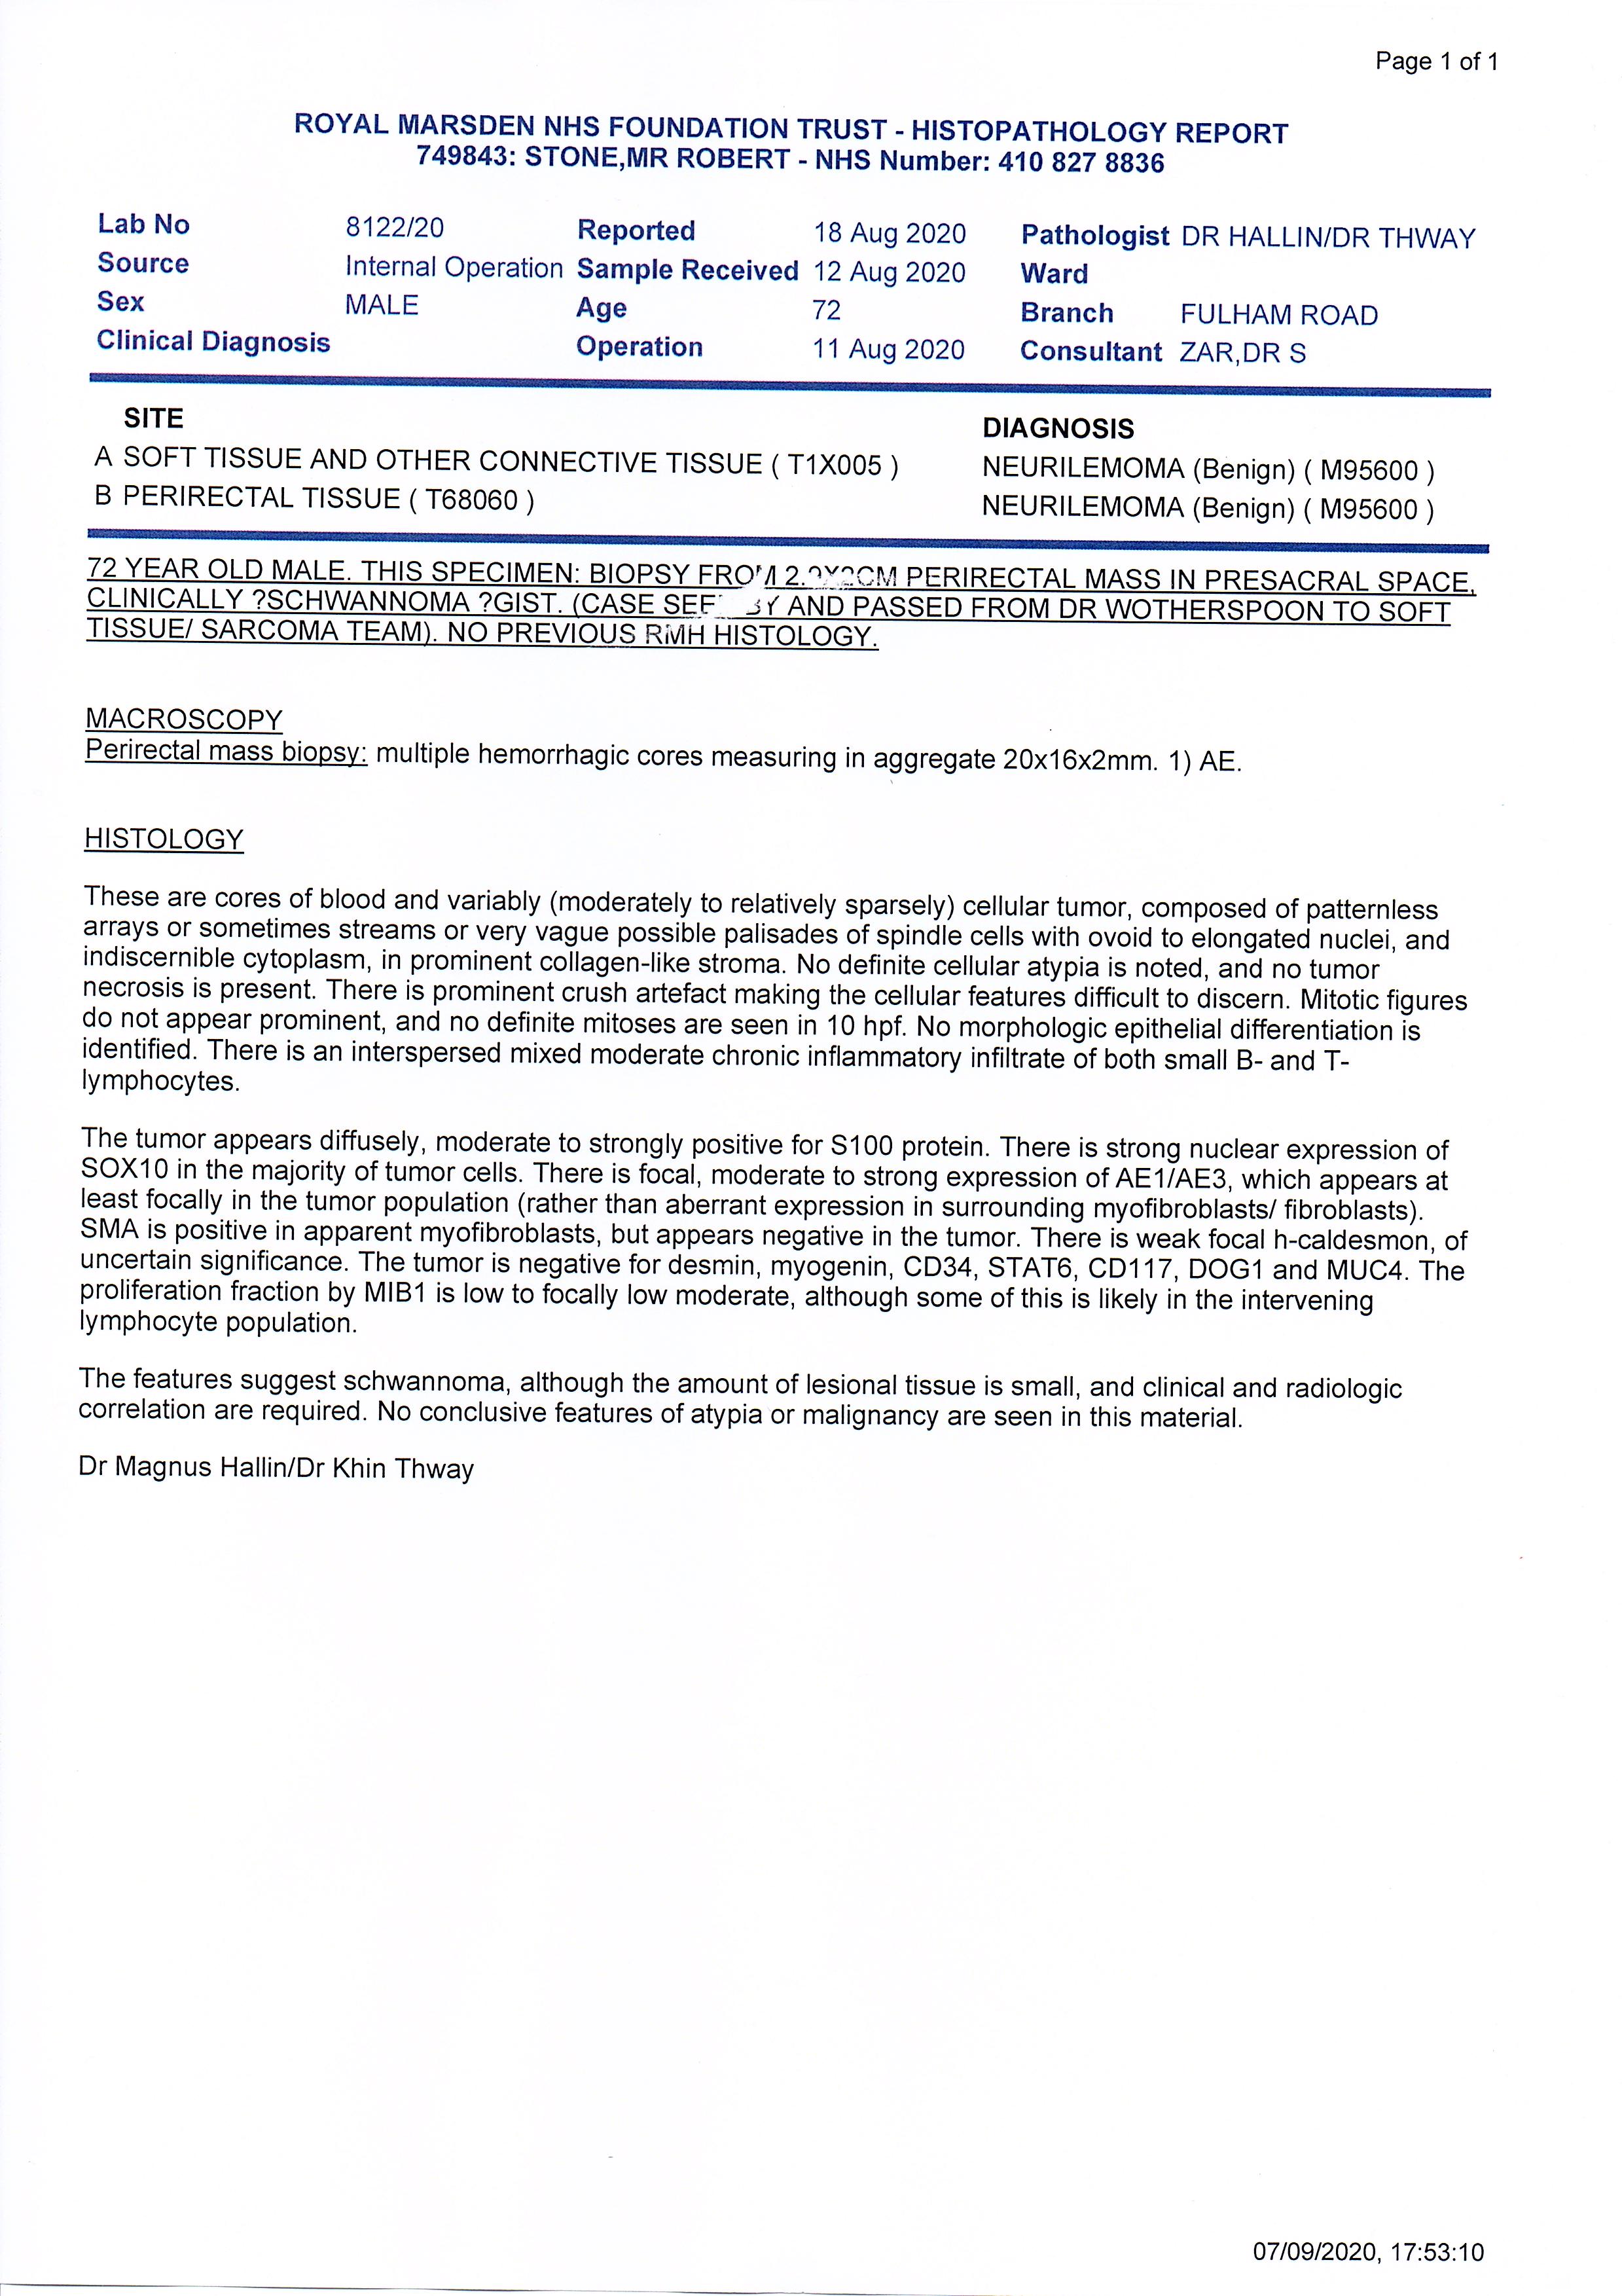 Page 1 of 1
ROYAL MARSDEN NHS FOUNDATION TRUST - HISTOPATHOLOGY REPORT
749843: STONE,MR ROBERT - NHS Number: 410 827 8836
Lab No 8122/20 Reported 18 Aug 2020 Pathologist DR HALLIN/DR THWAY
Source Internal Operation Sample Received 12 Aug 2020 Ward
Sex MALE Age 72 Branch FULHAM ROAD
Clinical Diagnosis Operation 11 Aug 2020 Consultant ZAR,DR S
SITE DIAGNOSIS
A SOFT TISSUE AND OTHER CONNECTIVE TISSUE ( T1X005 ) NEURILEMOMA (Benign) ( M95600 )
B PERIRECTAL TISSUE ( T68060 ) NEURILEMOMA (Benign) ( M95600 )
72 YEAR OLD MALE. THIS SPECIMEN: BIOPSY FROM PERIRECTAL MASS IN PRESACRAL SPACE,
CLINICALLY ?SCHWANNOMA ?GIST. (CASE BY AND PASSED FROM DR WOTHERSPOON TO SOFT
TISSUE/ SARCOMA TEAM). NO PREVIOUS RMH HISTOLOGY.
MACROSCOPY
Perirectal mass biopsy: multiple hemorrhagic cores measuring in aggregate 20x16x2mm. 1) AE.
HISTOLOGY
These are cores of blood and variably (moderately to relatively sparsely) cellular tumor, composed of patternless
arrays or sometimes streams or very vague possible palisades of spindle cells with ovoid to elongated nuclei, and
indiscernible cytoplasm, in prominent collagen-like stroma. No definite cellular atypia is noted, and no tumor
necrosis is present. There is prominent crush artefact making the cellular features difficult to discern. Mitotic figures
do not appear prominent, and no definite mitoses are seen in 10 hpf. No morphologic epithelial differentiation is
identified. There is an interspersed mixed moderate chronic inflammatory infiltrate of both small B- and T-
lymphocytes.
The tumor appears diffusely, moderate to strongly positive for S100 protein. There is strong nuclear expression of
SOX10 in the majority of tumor cells. There is focal, moderate to strong expression of AE1/AE3, which appears at
least focally in the tumor population (rather than aberrant expression in surrounding myofibroblasts/ fibroblasts).
SMA is positive in apparent myofibroblasts, but appears negative in the tumor. There is weak focal h-caldesmon, of
uncertain significance. The tumor is negative for desmin, myogenin, CD34, STAT6, CD117, DOG1 and MUC4. The
proliferation fraction by MIB1 is low to focally low moderate, although some of this is likely in the intervening
lymphocyte population.
The features suggest schwannoma, although the amount of lesional tissue is small, and clinical and radiologic
correlation are required. No conclusive features of atypia or malignancy are seen in this material.
Dr Magnus Hallin/Dr Khin Thway
07/09/2020, 17:53:10